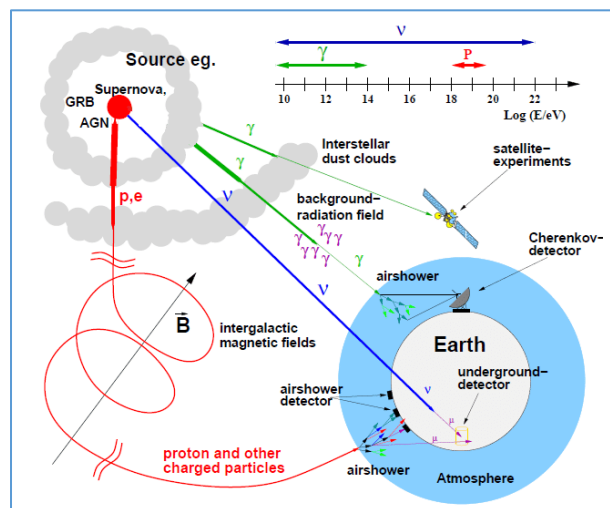 ν
γ
P
10 12 14 16 18 20 22
Log (E/eV)
Source eg.
Supernova,
GRB
AGN
p,e
γ
γ
ν
Interstellar
dust clouds
satellite-
experiments
background-
radiation field
γ γ γ
γ γ γ
γ
ν
Cherenkov-
detector
airshower
B
intergalactic
magnetic fields
Earth
underground-
detector
airshower
detector
ν
μ
μ
proton and other
charged particles
airshower
Atmosphere